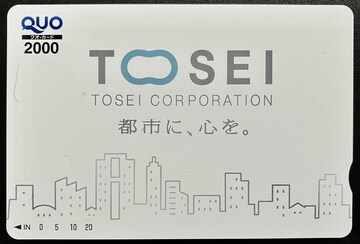 QUO
クオ・カード
2000
TOSEI
TOSEI CORPORATION
都市に、心を。
◀IN 0 5 10 20